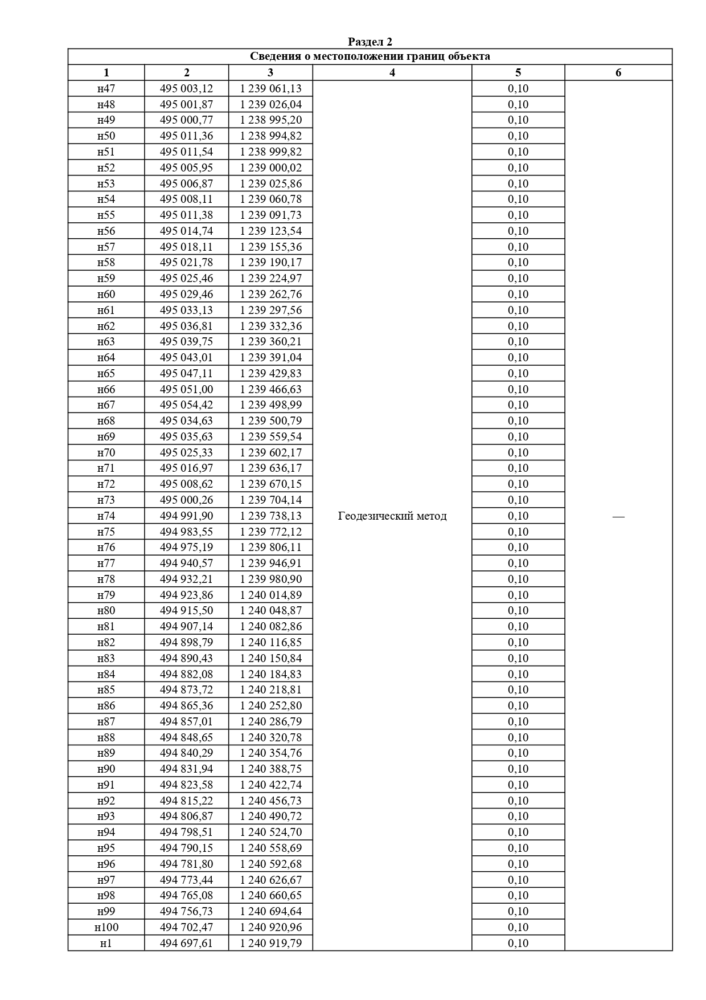 Раздел 2
Сведения о местоположении границ объекта
1 2 3 4 5 6
н47 495 003,12 1 239 061,13 0,10
н48 495 001,87 1 239 026,04 0,10
н49 495 000,77 1 238 995,20 0,10
н50 495 011,36 1 238 994,82 0,10
н51 495 011,54 1 238 999,82 0,10
н52 495 005,95 1 239 000,02 0,10
н53 495 006,87 1 239 025,86 0,10
н54 495 008,11 1 239 060,78 0,10
н55 495 011,38 1 239 091,73 0,10
н56 495 014,74 1 239 123,54 0,10
н57 495 018,11 1 239 155,36 0,10
н58 495 021,78 1 239 190,17 0,10
н59 495 025,46 1 239 224,97 0,10
н60 495 029,46 1 239 262,76 0,10
н61 495 033,13 1 239 297,56 0,10
н62 495 036,81 1 239 332,36 0,10
н63 495 039,75 1 239 360,21 0,10
н64 495 043,01 1 239 391,04 0,10
н65 495 047,11 1 239 429,83 0,10
н66 495 051,00 1 239 466,63 0,10
н67 495 054,42 1 239 498,99 0,10
н68 495 034,63 1 239 500,79 0,10
н69 495 035,63 1 239 559,54 0,10
н70 495 025,33 1 239 602,17 0,10
н71 495 016,97 1 239 636,17 0,10
н72 495 008,62 1 239 670,15 0,10
н73 495 000,26 1 239 704,14 0,10
н74 494 991,90 1 239 738,13 Геодезический метод 0,10 —
н75 494 983,55 1 239 772,12 0,10
н76 494 975,19 1 239 806,11 0,10
н77 494 940,57 1 239 946,91 0,10
н78 494 932,21 1 239 980,90 0,10
н79 494 923,86 1 240 014,89 0,10
н80 494 915,50 1 240 048,87 0,10
н81 494 907,14 1 240 082,86 0,10
н82 494 898,79 1 240 116,85 0,10
н83 494 890,43 1 240 150,84 0,10
н84 494 882,08 1 240 184,83 0,10
н85 494 873,72 1 240 218,81 0,10
н86 494 865,36 1 240 252,80 0,10
н87 494 857,01 1 240 286,79 0,10
н88 494 848,65 1 240 320,78 0,10
н89 494 840,29 1 240 354,76 0,10
н90 494 831,94 1 240 388,75 0,10
н91 494 823,58 1 240 422,74 0,10
н92 494 815,22 1 240 456,73 0,10
н93 494 806,87 1 240 490,72 0,10
н94 494 798,51 1 240 524,70 0,10
н95 494 790,15 1 240 558,69 0,10
н96 494 781,80 1 240 592,68 0,10
н97 494 773,44 1 240 626,67 0,10
н98 494 765,08 1 240 660,65 0,10
н99 494 756,73 1 240 694,64 0,10
н100 494 702,47 1 240 920,96 0,10
н1 494 697,61 1 240 919,79 0,10